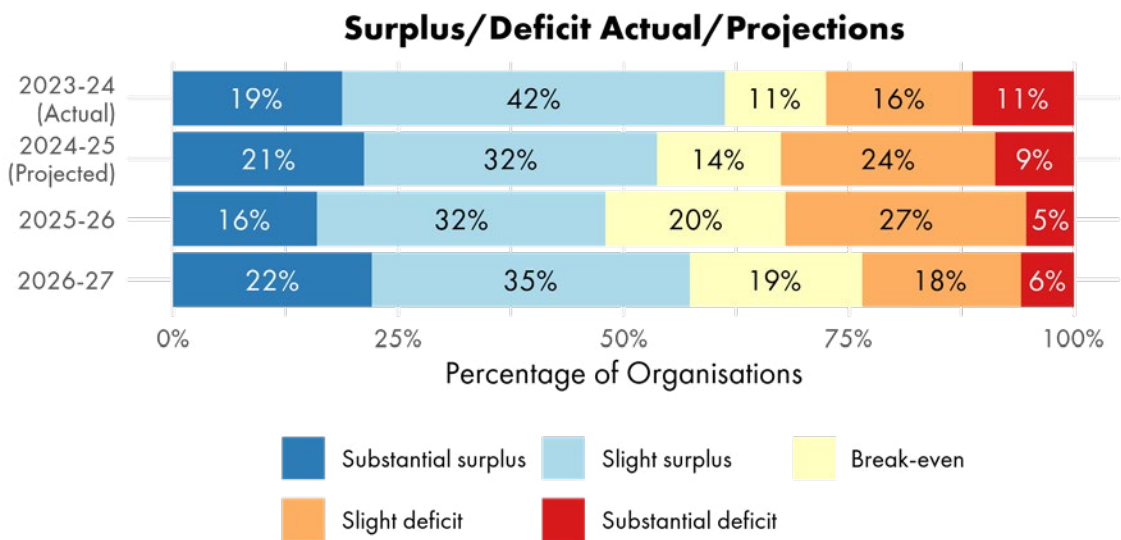 Surplus/Deficit Actual/Projections
2023-24
(Actual)
19% 42% 11% 16% 11%
2024-25
(Projected)
21% 32% 14% 24% 9%
2025-26
16% 32% 20% 27% 5%
2026-27
22% 35% 19% 18% 6%
0% 25% 50% 75% 100%
Percentage of Organisations
Substantial surplus Slight surplus Break-even
Slight deficit Substantial deficit